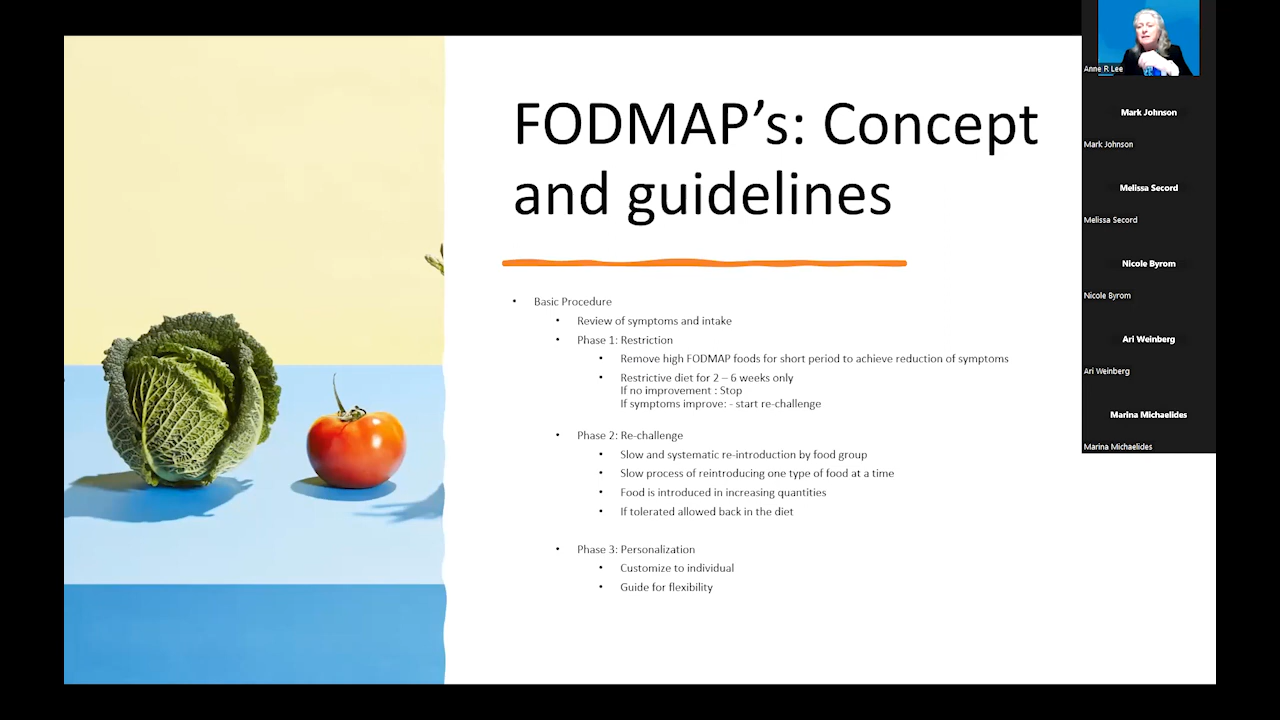 FODMAP’s: Concept
and guidelines
• Basic Procedure
• Review of symptoms and intake
• Phase 1: Restriction
• Remove high FODMAP foods for short period to achieve reduction of symptoms
• Restrictive diet for 2 – 6 weeks only
If no improvement : Stop
If symptoms improve: - start re-challenge
• Phase 2: Re-challenge
• Slow and systematic re-introduction by food group
• Slow process of reintroducing one type of food at a time
• Food is introduced in increasing quantities
• If tolerated allowed back in the diet
• Phase 3: Personalization
• Customize to individual
• Guide for flexibility
Anne R Lee
Mark Johnson
Mark Johnson
Melissa Secord
Melissa Secord
Nicole Byrom
Nicole Byrom
Ari Weinberg
Ari Weinberg
Marina Michaelides
Marina Michaelides